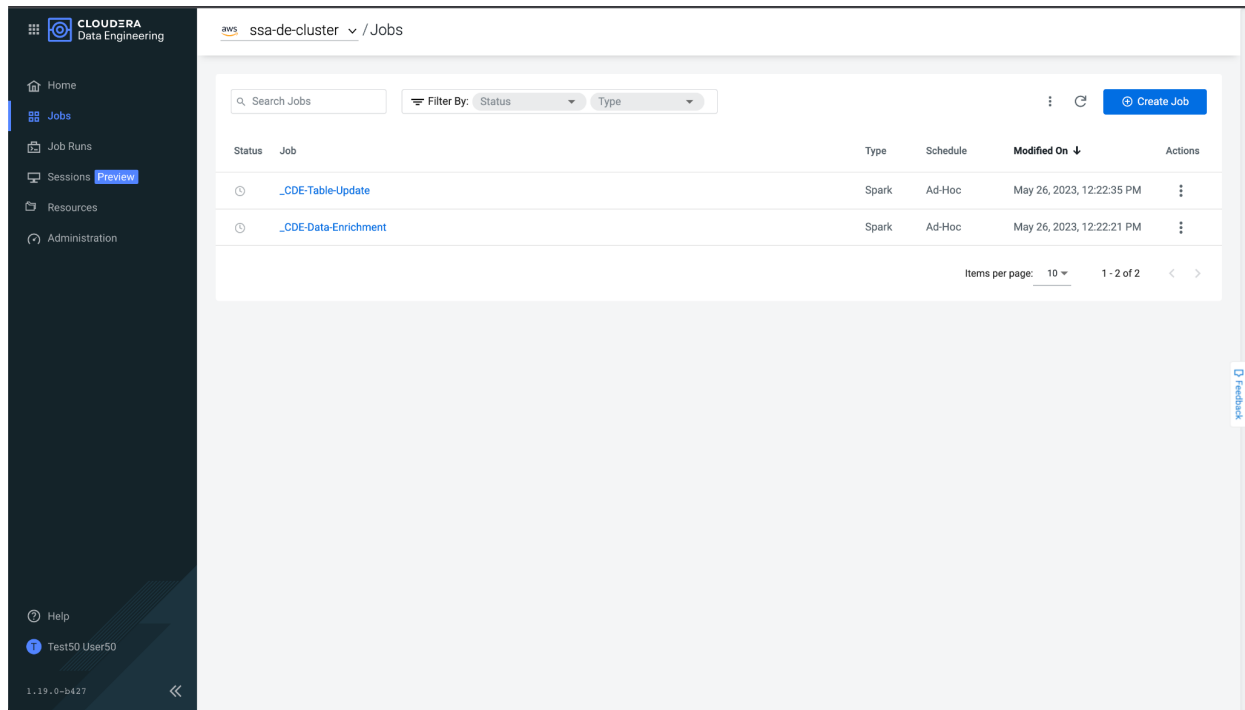 CLOUDERA
Data Engineering
aws ssa-de-cluster / Jobs
Home
Jobs
Job Runs
Sessions Preview
Resources
Administration
Search Jobs
Filter By: Status Type
Create Job
Status Job Type Schedule Modified On Actions
_CDE-Table-Update Spark Ad-Hoc May 26, 2023, 12:22:35 PM
_CDE-Data-Enrichment Spark Ad-Hoc May 26, 2023, 12:22:21 PM
Items per page: 10 1 - 2 of 2
Feedback
Help
T Test50 User50
1.19.0-b427